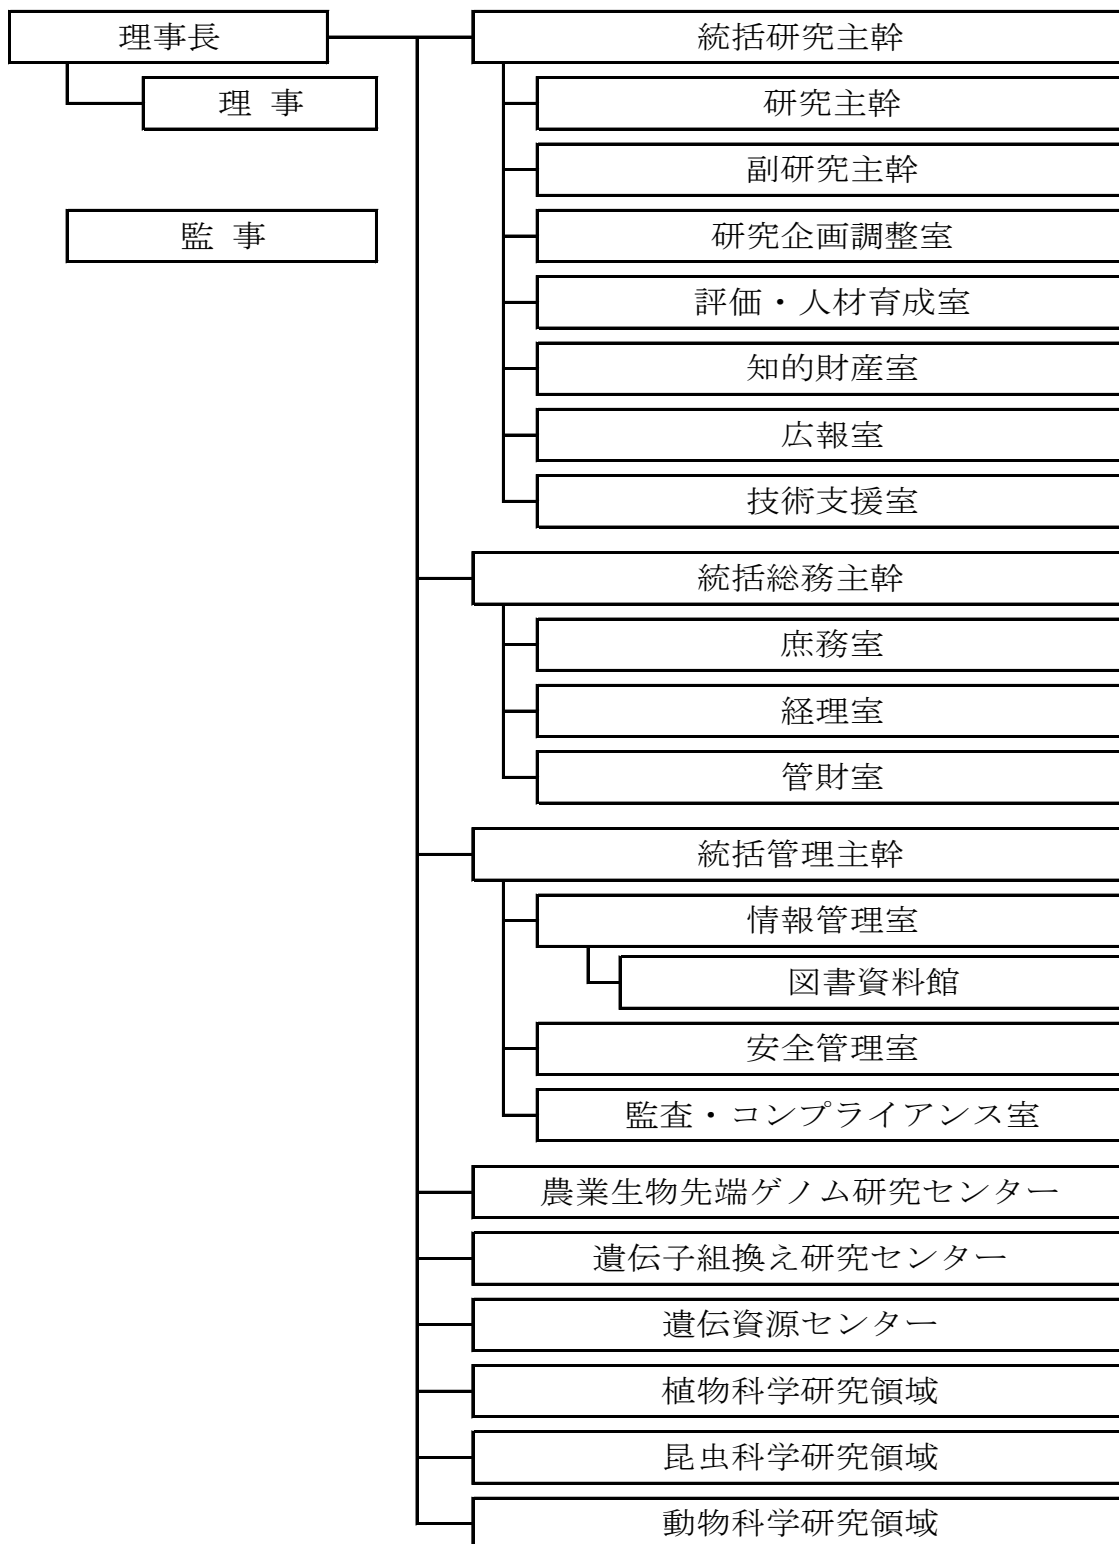 理事長
理 事
監 事
統括研究主幹
研究主幹
副研究主幹
研究企画調整室
評価・人材育成室
知的財産室
広報室
技術支援室
統括総務主幹
庶務室
経理室
管財室
統括管理主幹
情報管理室
図書資料館
安全管理室
監査・コンプライアンス室
農業生物先端ゲノム研究センター
遺伝子組換え研究センター
遺伝資源センター
植物科学研究領域
昆虫科学研究領域
動物科学研究領域